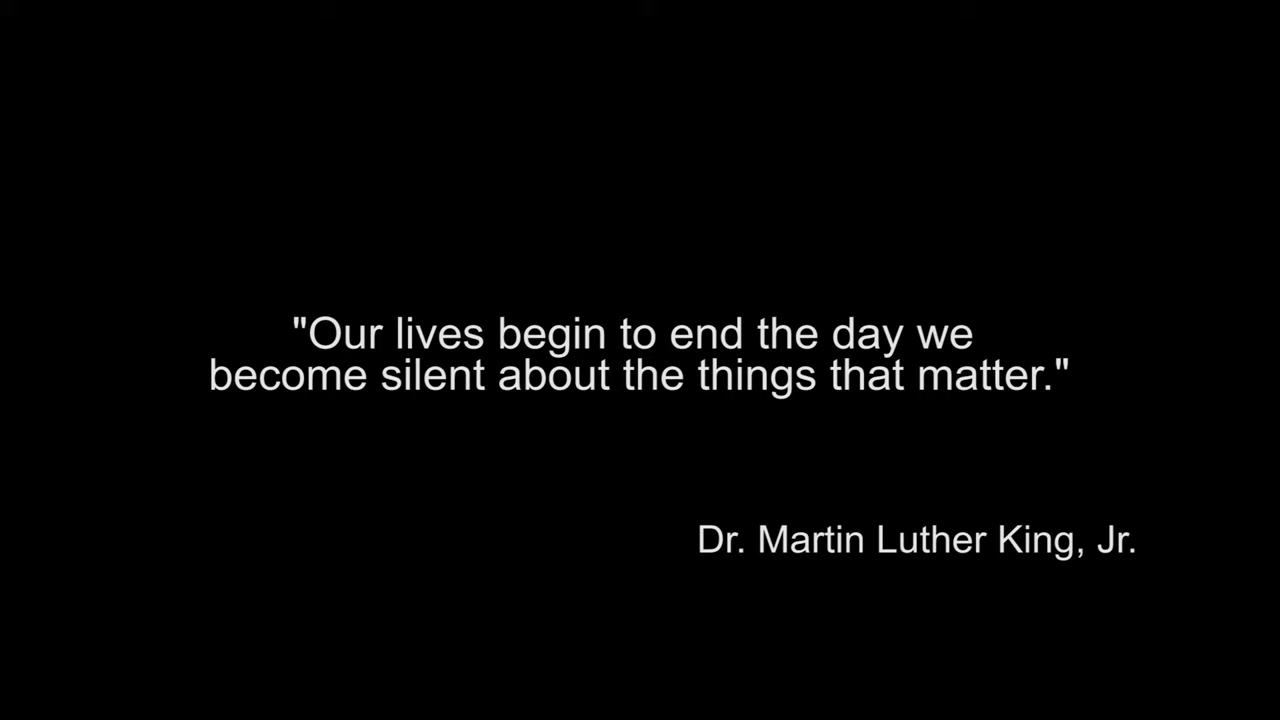 "Our lives begin to end the day we
become silent about the things that matter."
Dr. Martin Luther King, Jr.